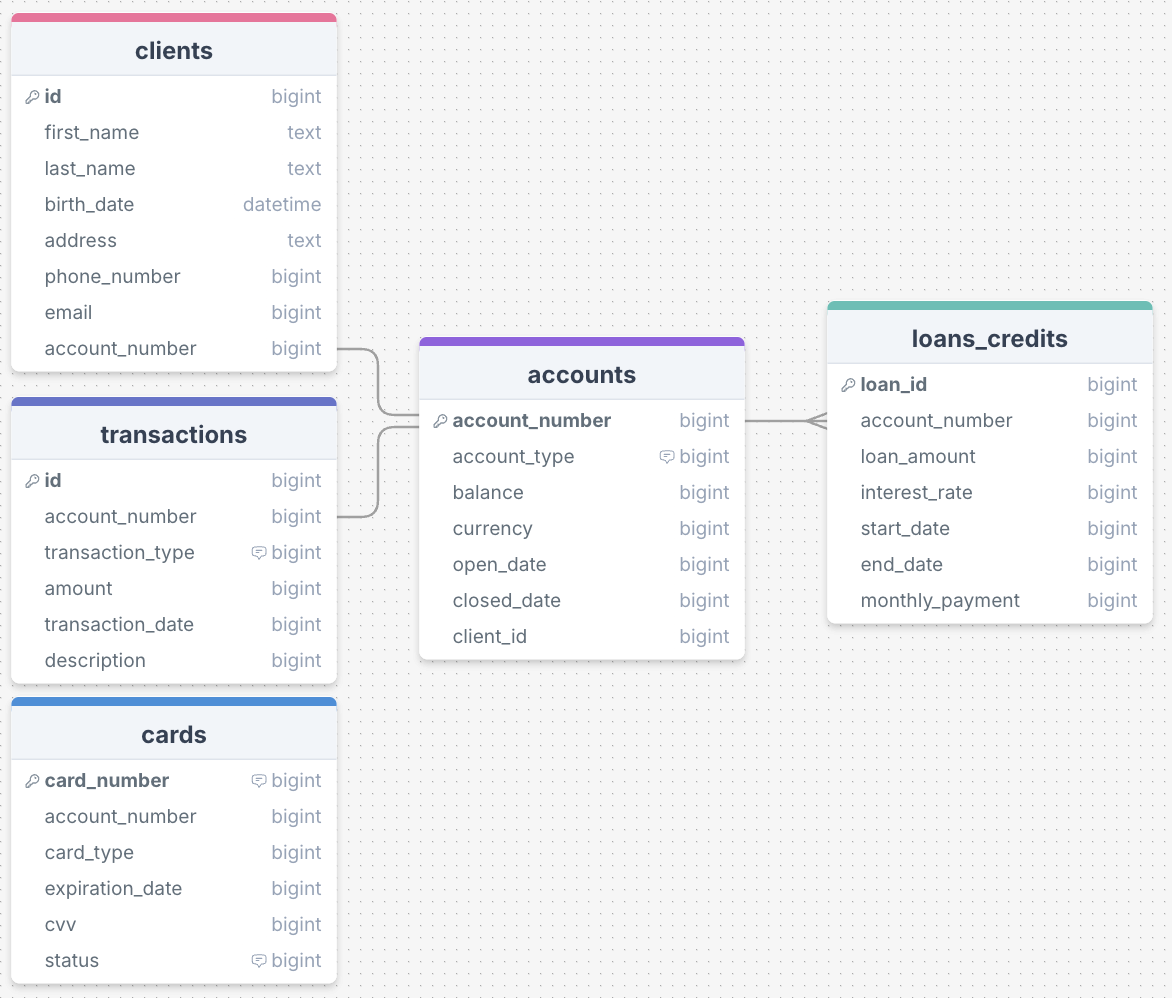 clients
id bigint
first_name text
last_name text
birth_date datetime
address text
phone_number bigint
email bigint
account_number bigint
transactions
id bigint
account_number bigint
transaction_type bigint
amount bigint
transaction_date bigint
description bigint
cards
card_number bigint
account_number bigint
card_type bigint
expiration_date bigint
cvv bigint
status bigint
accounts
account_number bigint
account_type bigint
balance bigint
currency bigint
open_date bigint
closed_date bigint
client_id bigint
loans_credits
loan_id bigint
account_number bigint
loan_amount bigint
interest_rate bigint
start_date bigint
end_date bigint
monthly_payment bigint